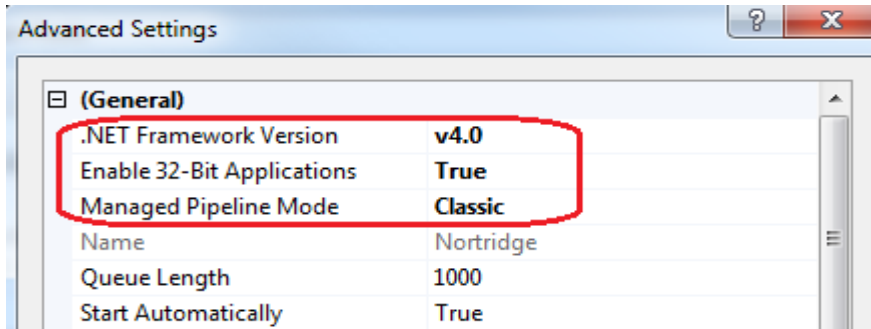 Advanced Settings
(General)
.NET Framework Version v4.0
Enable 32-Bit Applications True
Managed Pipeline Mode Classic
Name Nortridge
Queue Length 1000
Start Automatically True